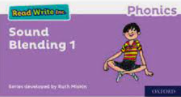 Read Write Inc.
Phonics
Sound
Blending 1
Series developed by Ruth Miskin
OXFORD